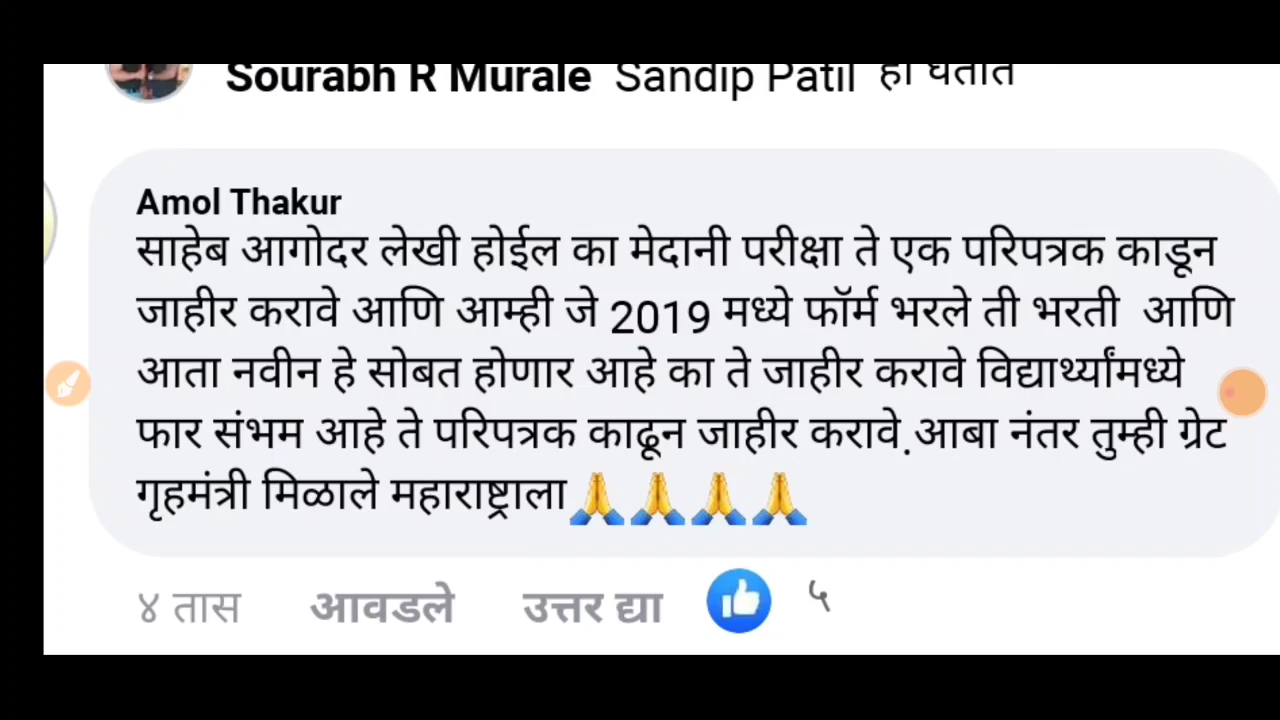 Sourabh R Murale Sandip Patil हो घेतात
Amol Thakur
साहेब आगोदर लेखी होईल का मेदानी परीक्षा ते एक परिपत्रक काडून
जाहीर करावे आणि आम्ही जे 2019 मध्ये फॉर्म भरले ती भरती आणि
आता नवीन हे सोबत होणार आहे का ते जाहीर करावे विद्यार्थ्यांमध्ये
फार संभम आहे ते परिपत्रक काढून जाहीर करावे.आबा नंतर तुम्ही ग्रेट
गृहमंत्री मिळाले महाराष्ट्राला🙏🙏🙏🙏
४ तास आवडले उत्तर द्या ५